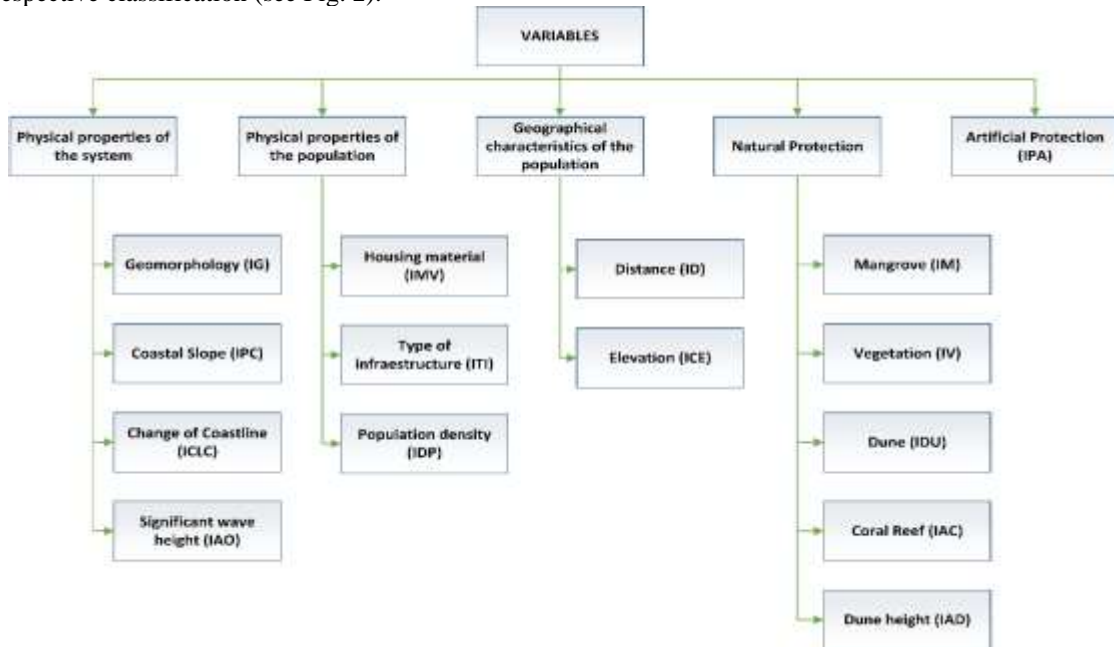 espective classification (see Fig. 2).
VARIABLES
Physical properties of
the system
Physical properties of
the population
Geographical
characteristics of the
population
Natural Protection
Artificial Protection
(IPA)
Geomorphology (IG)
Coastal Slope (IPC)
Change of Coastline
(ICLC)
Significant wave
height (IAO)
Housing material
(IMV)
Type of
infraestructure (ITI)
Population density
(IDP)
Distance (ID)
Elevation (ICE)
Mangrove (IM)
Vegetation (IV)
Dune (IDU)
Coral Reef (IAC)
Dune height (IAD)